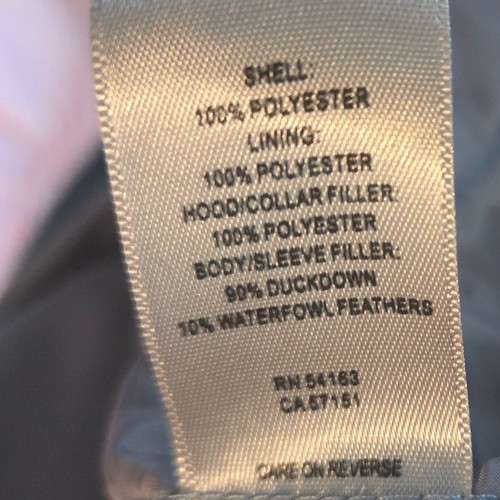 SHELL:
100% POLYESTER
LINING:
100% POLYESTER
HOOD/COLLAR FILLER:
100% POLYESTER
BODY/SLEEVE FILLER:
90% DUCKDOWN
10% WATERFOWL FEATHERS
RN 54163
CA 57151
CARE ON REVERSE